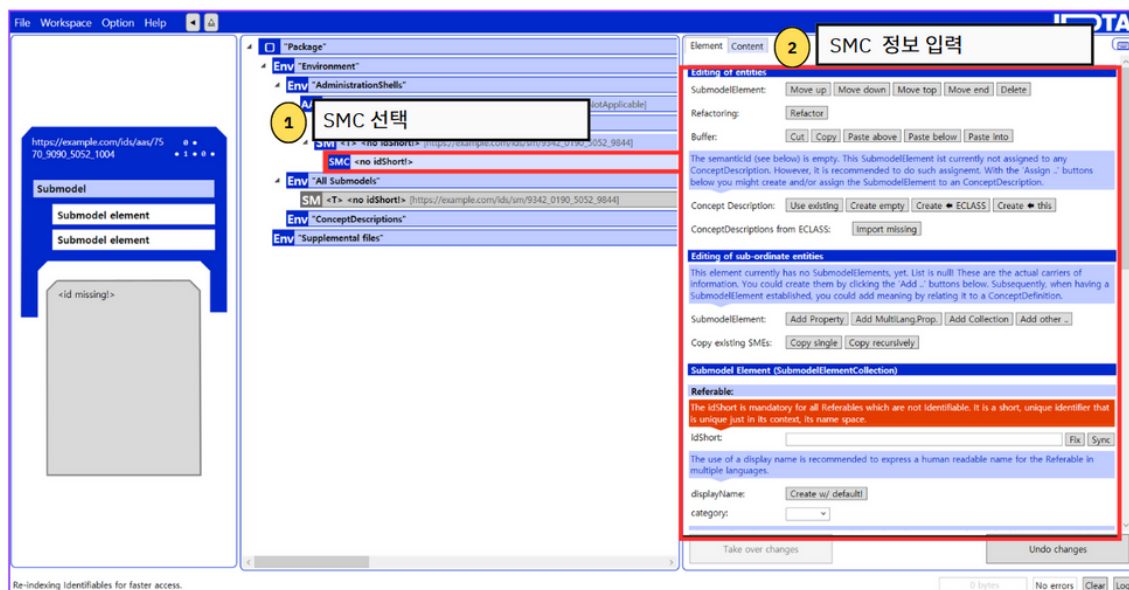 File Workspace Option Help
IDTA
"Package"
Env "Environment"
Env "AdministrationShells"
NotApplicable]
1 SMC 선택
SM <T> <no idShort!> [https://example.com/ids/sm/9342_0190_5052_9844]
SMC <no idShort!>
Env "All Submodels"
SM <T> <no idShort!> [https://example.com/ids/sm/9342_0190_5052_9844]
Env "ConceptDescriptions"
Env "Supplemental files"
https://example.com/ids/aas/75
70_9090_5052_1004
0
1 0
Submodel
Submodel element
Submodel element
<id missing!>
Element Content
2 SMC 정보 입력
Editing of entities
SubmodelElement: Move up Move down Move top Move end Delete
Refactoring: Refactor
Buffer: Cut Copy Paste above Paste below Paste into
The semanticId (see below) is empty. This SubmodelElement ist currently not assigned to any
ConceptDescription. However, it is recommended to do such assignemt. With the 'Assign ..' buttons
below you might create and/or assign the SubmodelElement to an ConceptDescription.
Concept Description: Use existing Create empty Create 🡄 ECLASS Create 🡄 this
ConceptDescriptions from ECLASS: Import missing
Editing of sub-ordinate entities
This element currently has no SubmodelElements, yet. List is null! These are the actual carriers of
information. You could create them by clicking the 'Add ..' buttons below. Subsequently, when having a
SubmodelElement established, you could add meaning by relating it to a ConceptDefinition.
SubmodelElement: Add Property Add MultiLang.Prop. Add Collection Add other ..
Copy existing SMEs: Copy single Copy recursively
Submodel Element (SubmodelElementCollection)
Referable:
The idShort is mandatory for all Referables which are not Identifiable. It is a short, unique identifier that
is unique just in its context, its name space.
idShort: Fix Sync
The use of a display name is recommended to express a human readable name for the Referable in
multiple languages.
displayName: Create w/ default!
category:
Take over changes Undo changes
Re-indexing Identifiables for faster access.
0 bytes No errors Clear Log